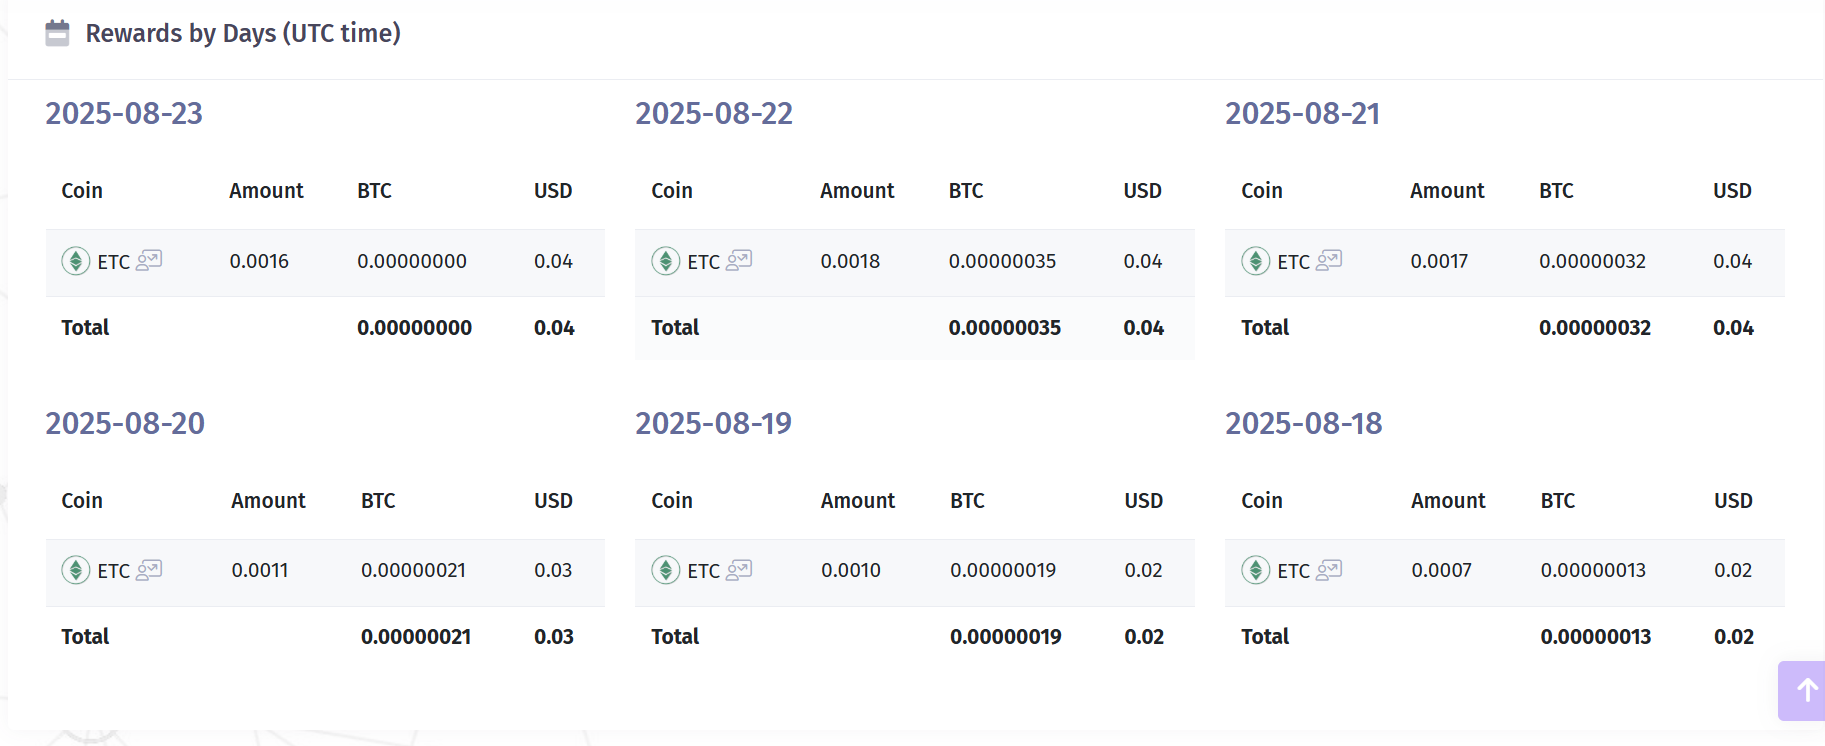 Rewards by Days (UTC time)
2025-08-23
Coin Amount BTC USD
ETC 0.0016 0.00000000 0.04
Total 0.00000000 0.04
2025-08-22
Coin Amount BTC USD
ETC 0.0018 0.00000035 0.04
Total 0.00000035 0.04
2025-08-21
Coin Amount BTC USD
ETC 0.0017 0.00000032 0.04
Total 0.00000032 0.04
2025-08-20
Coin Amount BTC USD
ETC 0.0011 0.00000021 0.03
Total 0.00000021 0.03
2025-08-19
Coin Amount BTC USD
ETC 0.0010 0.00000019 0.02
Total 0.00000019 0.02
2025-08-18
Coin Amount BTC USD
ETC 0.0007 0.00000013 0.02
Total 0.00000013 0.02